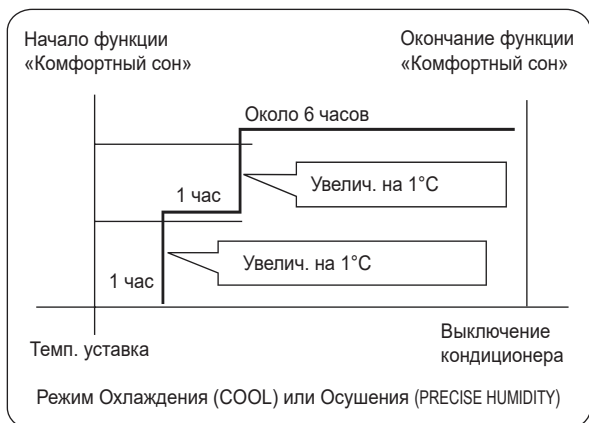 Начало функции
«Комфортный сон»
Окончание функции
«Комфортный сон»
Около 6 часов
Увелич. на 1°C
1 час
Увелич. на 1°C
1 час
Темп. уставка
Выключение
кондиционера
Режим Охлаждения (COOL) или Осушения (PRECISE HUMIDITY)